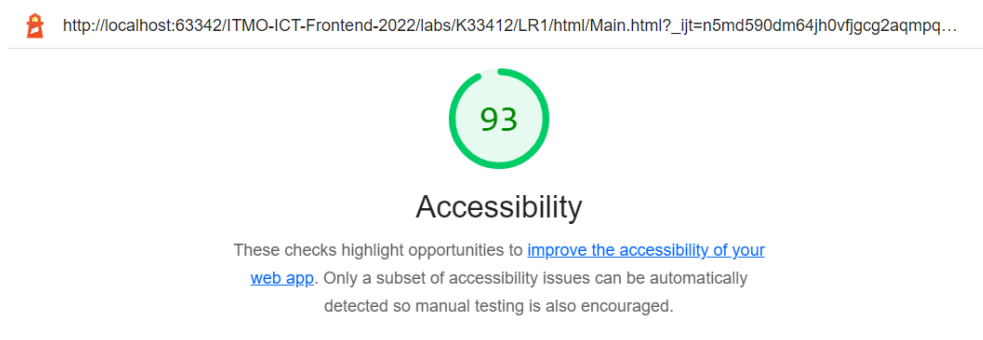 http://localhost:63342/ITMO-ICT-Frontend-2022/labs/K33412/LR1/html/Main.html?_ijt=n5md590dm64jh0vfjgcg2aqmpq…
93
Accessibility
These checks highlight opportunities to improve the accessibility of your
web app. Only a subset of accessibility issues can be automatically
detected so manual testing is also encouraged.